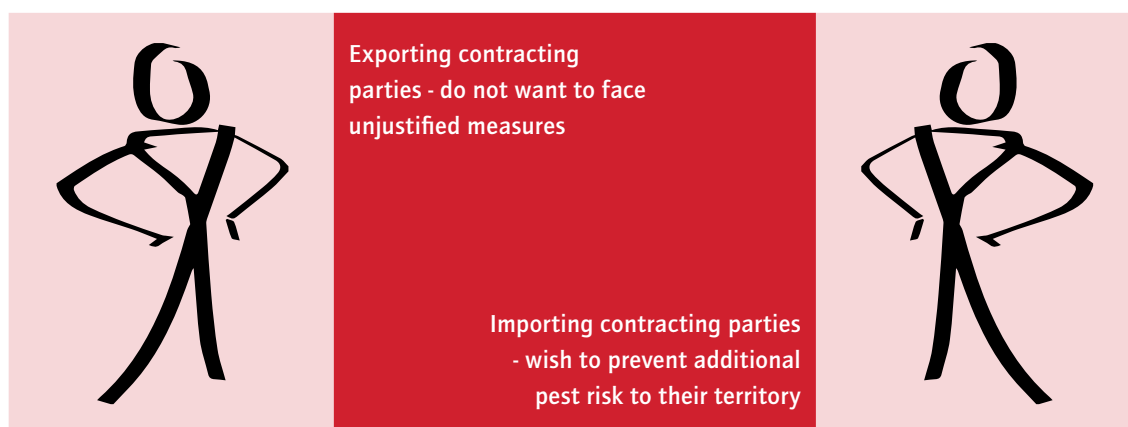 Exporting contracting
parties - do not want to face
unjustified measures
Importing contracting parties
- wish to prevent additional
pest risk to their territory